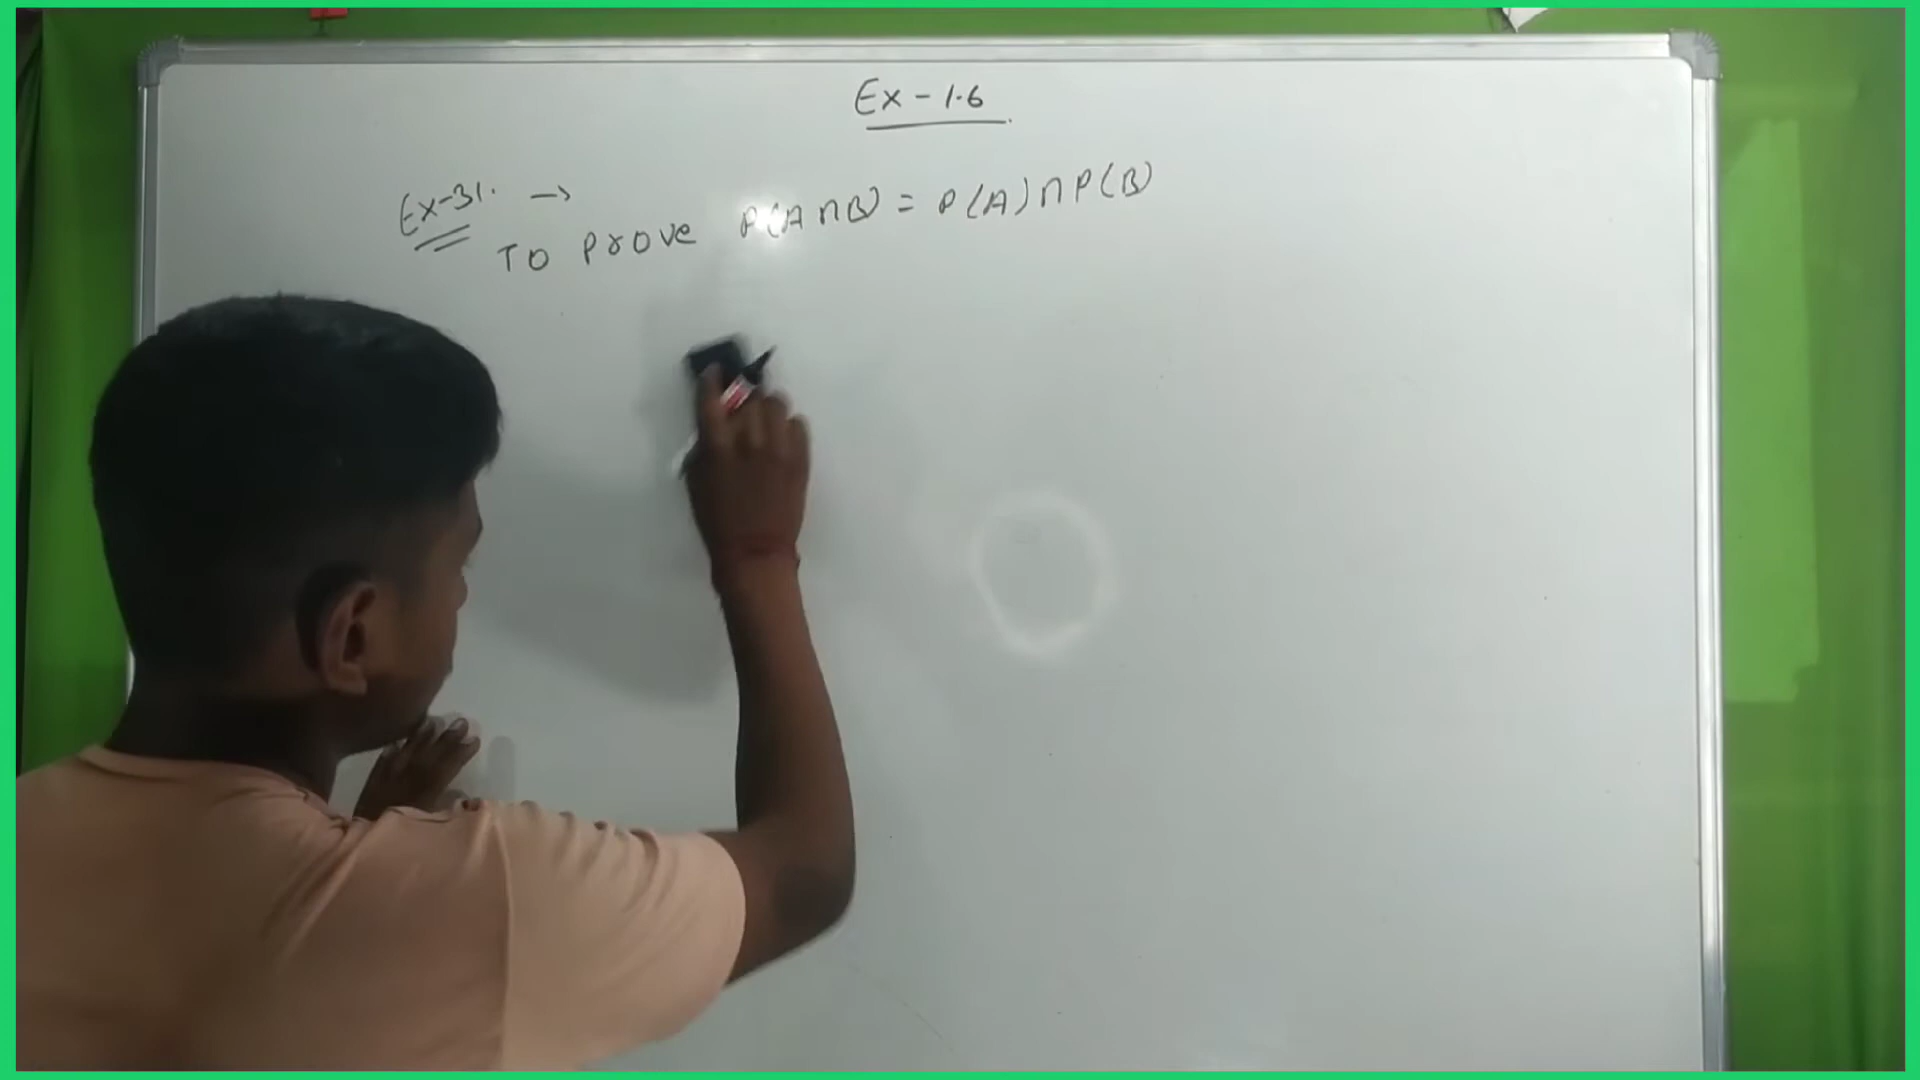 Ex - 1.6
Ex-31. →
TO PROVE P(A∩B) = P(A)∩P(B)